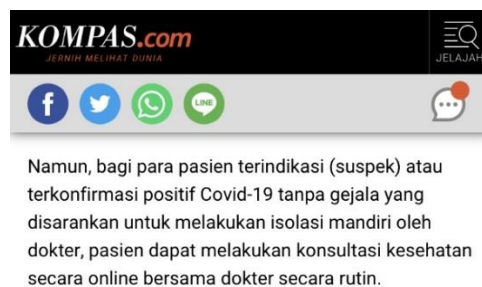 KOMPAS.com
JERNIH MELIHAT DUNIA
JELAJAH
f
LINE
Namun, bagi para pasien terindikasi (suspek) atau
terkonfirmasi positif Covid-19 tanpa gejala yang
disarankan untuk melakukan isolasi mandiri oleh
dokter, pasien dapat melakukan konsultasi kesehatan
secara online bersama dokter secara rutin.